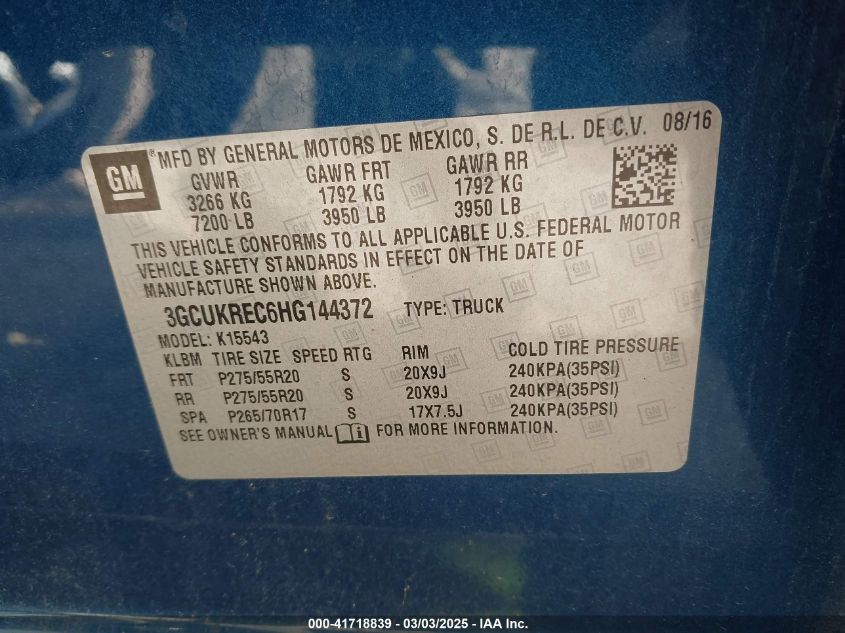 GM ® MFD BY GENERAL MOTORS DE MEXICO, S. DE R.L. DE C.V. 08/16
GVWR GAWR FRT GAWR RR
3266 KG 1792 KG 1792 KG
7200 LB 3950 LB 3950 LB
THIS VEHICLE CONFORMS TO ALL APPLICABLE U.S. FEDERAL MOTOR
VEHICLE SAFETY STANDARDS IN EFFECT ON THE DATE OF
MANUFACTURE SHOWN ABOVE.
3GCUKREC6HG144372 TYPE: TRUCK
MODEL: K15543
KLBM TIRE SIZE SPEED RTG RIM COLD TIRE PRESSURE
FRT P275/55R20 S 20X9J 240KPA(35PSI)
RR P275/55R20 S 20X9J 240KPA(35PSI)
SPA P265/70R17 S 17X7.5J 240KPA(35PSI)
SEE OWNER'S MANUAL FOR MORE INFORMATION.
000-41718839 - 03/03/2025 - IAA Inc.